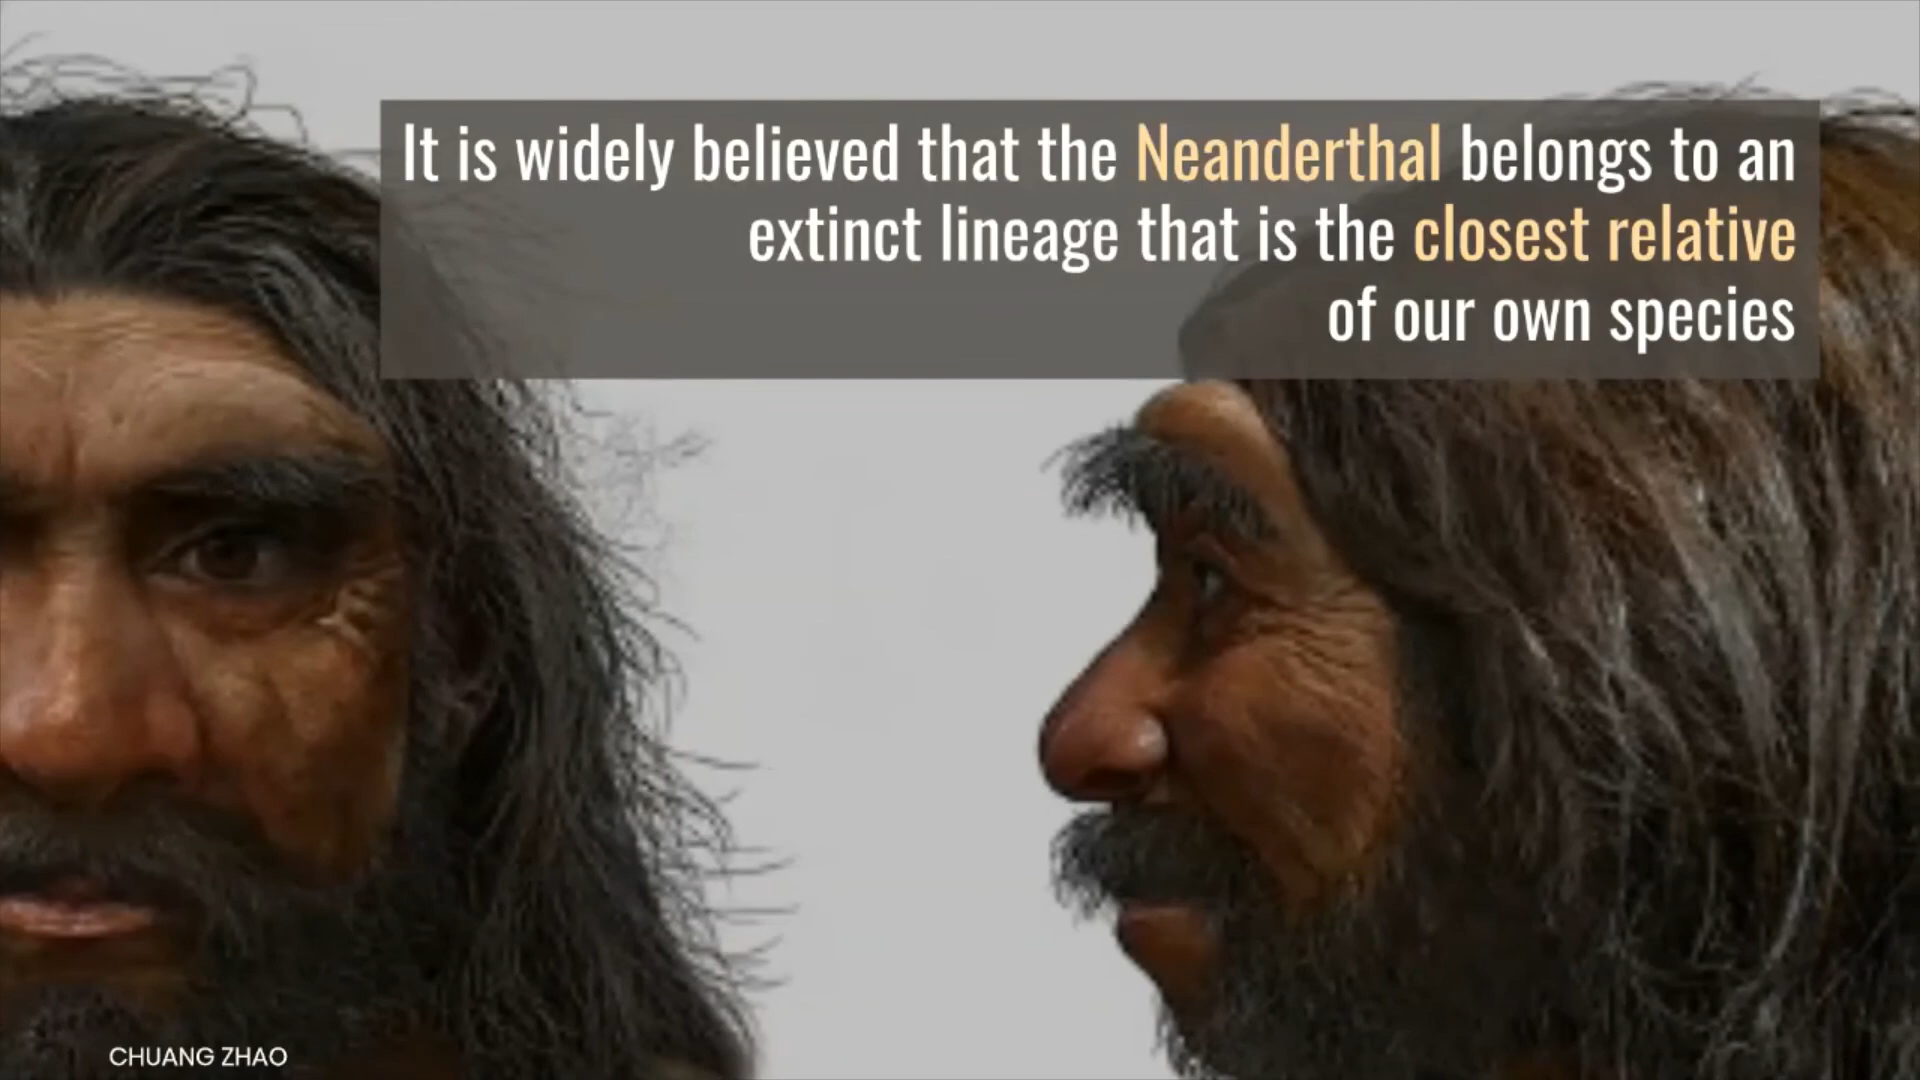 It is widely believed that the Neanderthal belongs to an
extinct lineage that is the closest relative
of our own species
CHUANG ZHAO